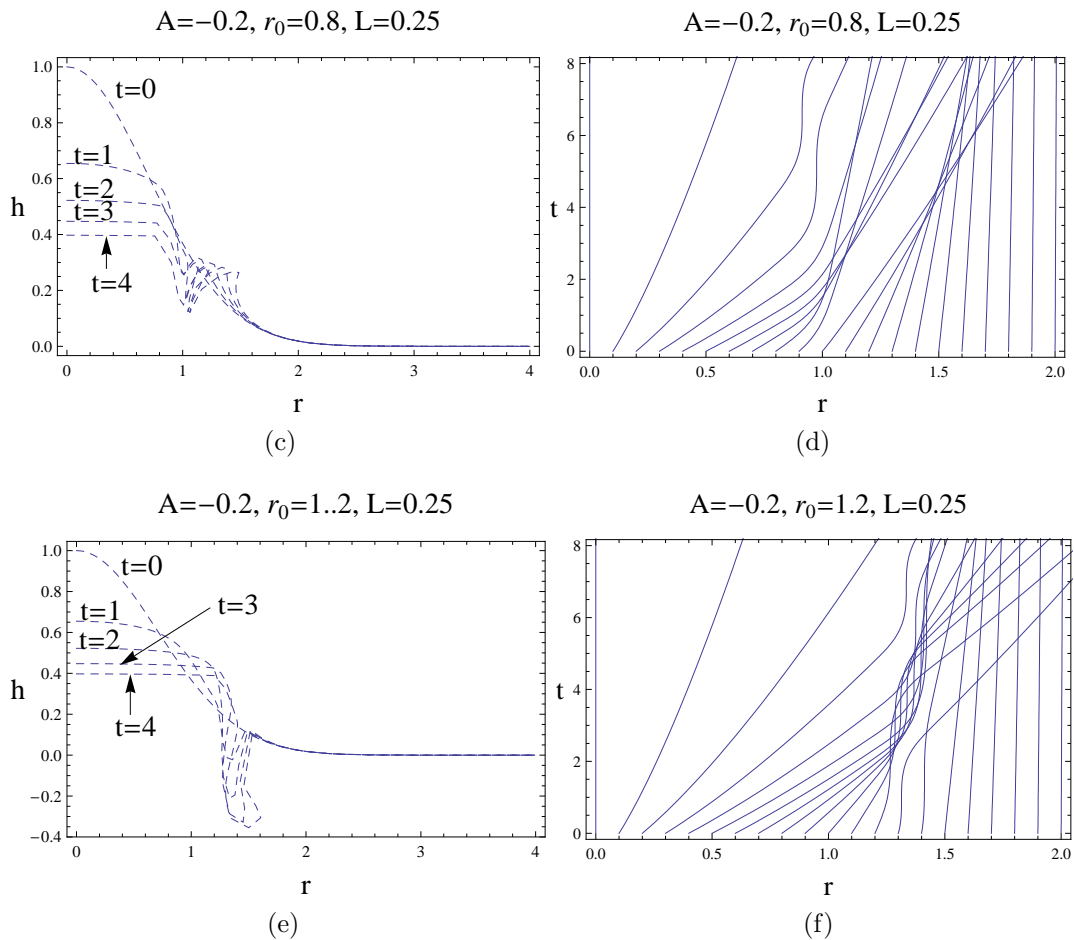 A=−0.2, r₀=0.8, L=0.25
A=−0.2, r₀=0.8, L=0.25
1.0
0.8
0.6
0.4
0.2
0.0
h
t=0
t=1
t=2
t=3
t=4
0 1 2 3 4
r
(c)
8
6
4
2
0
t
0.0 0.5 1.0 1.5 2.0
r
(d)
A=−0.2, r₀=1..2, L=0.25
A=−0.2, r₀=1.2, L=0.25
1.0
0.8
0.6
0.4
0.2
0.0
−0.2
−0.4
h
t=0
t=3
t=1
t=2
t=4
0 1 2 3 4
r
(e)
8
6
4
2
0
t
0.0 0.5 1.0 1.5 2.0
r
(f)